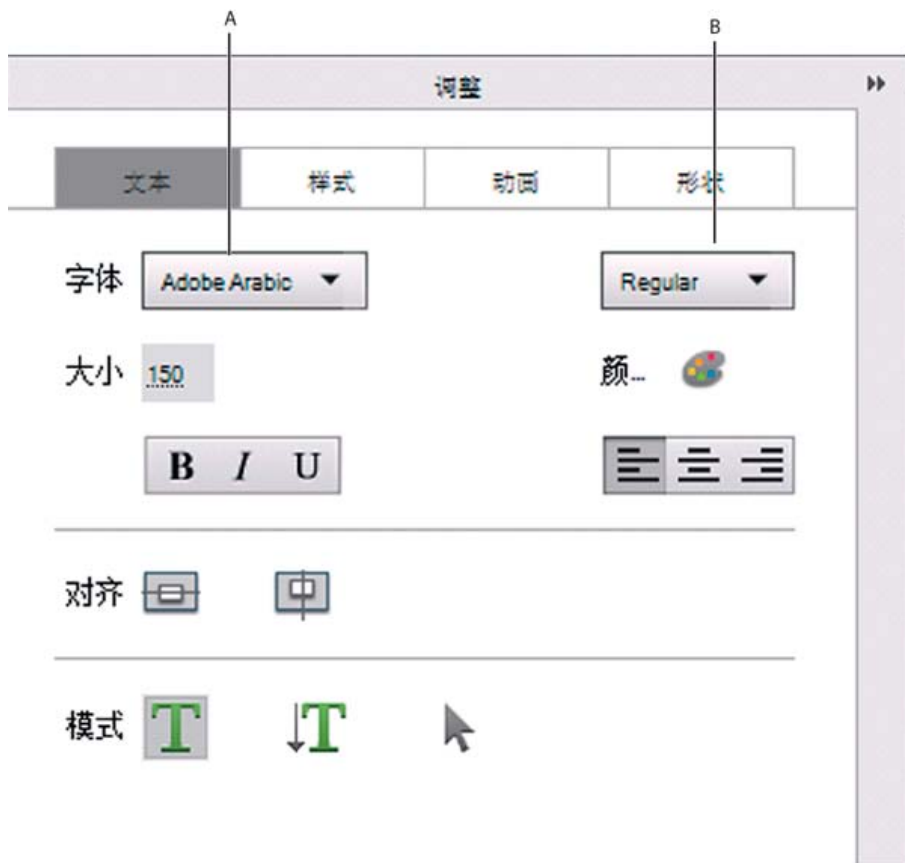 A
B
调整
文本 样式 动画 形状
字体 Adobe Arabic Regular
大小 150 颜...
B I U
对齐
模式 T T